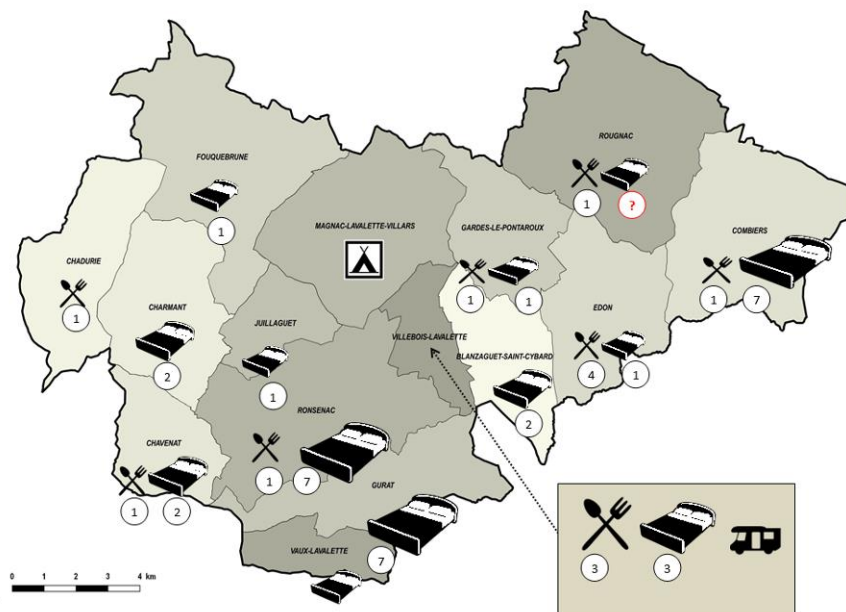 ROUGNAC
1
?
FOUQUEBRUNE
1
MAGNAC-LAVALETTE-VILLARS
GARDES-LE-PONTAROUX
1
1
COMBIERS
1
7
CHADURIE
1
CHARMANT
2
JUILLAGUET
1
VILLEBOIS-LAVALETTE
BLANZAGUET-SAINT-CYBARD
2
EDON
4
1
RONSENAC
1
7
CHAVENAT
1
2
GURAT
7
VAUX-LAVALETTE
3
3
0 1 2 3 4 km